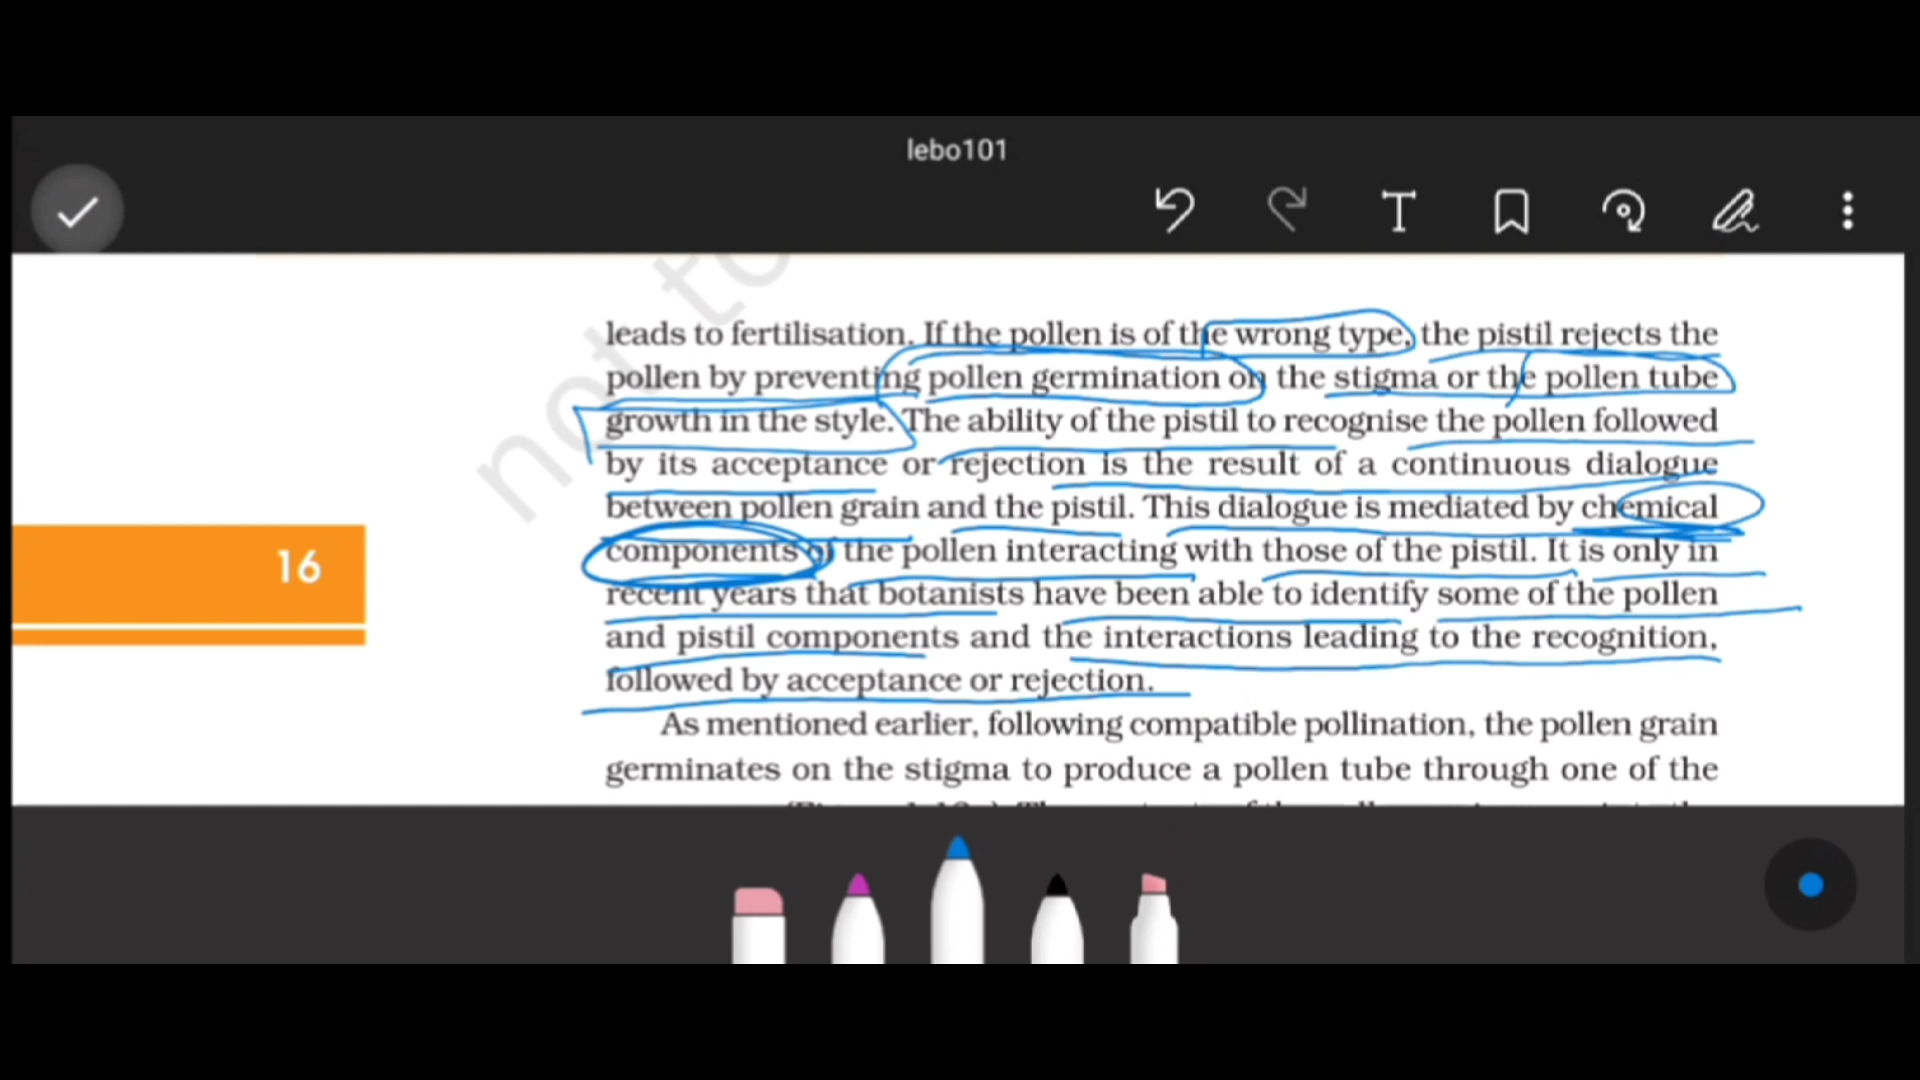 lebo101
T
not to
leads to fertilisation. If the pollen is of the wrong type, the pistil rejects the
pollen by preventing pollen germination on the stigma or the pollen tube
growth in the style. The ability of the pistil to recognise the pollen followed
by its acceptance or rejection is the result of a continuous dialogue
between pollen grain and the pistil. This dialogue is mediated by chemical
components of the pollen interacting with those of the pistil. It is only in
16
recent years that botanists have been able to identify some of the pollen
and pistil components and the interactions leading to the recognition,
followed by acceptance or rejection.
As mentioned earlier, following compatible pollination, the pollen grain
germinates on the stigma to produce a pollen tube through one of the